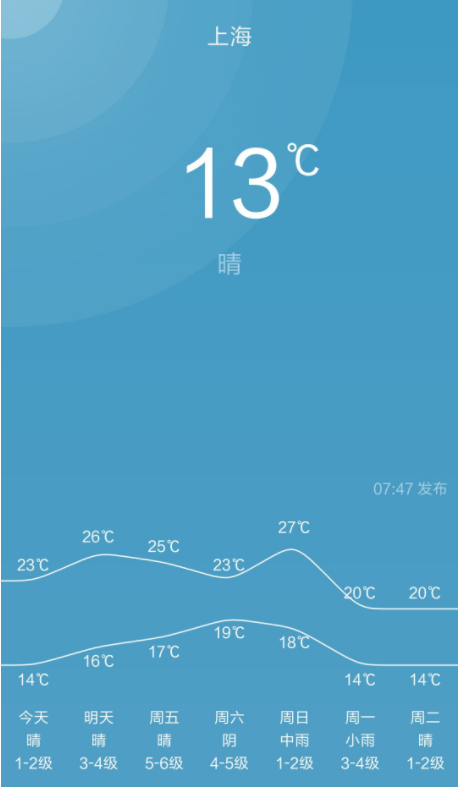 上海
13℃
晴
07:47 发布
23℃ 26℃ 25℃ 23℃ 27℃ 20℃ 20℃
14℃ 16℃ 17℃ 19℃ 18℃ 14℃ 14℃
今天 明天 周五 周六 周日 周一 周二
晴 晴 晴 阴 中雨 小雨 晴
1-2级 3-4级 5-6级 4-5级 1-2级 3-4级 1-2级